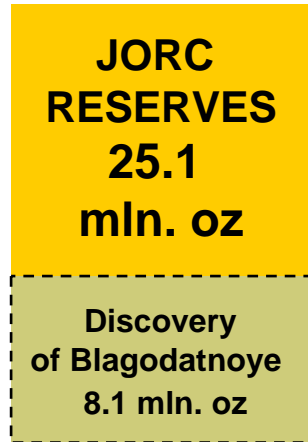 JORC
RESERVES
25.1
mln. oz
Discovery
of Blagodatnoye
8.1 mln. oz